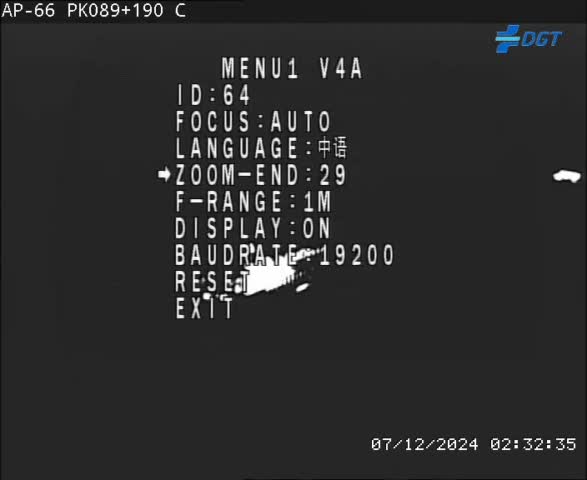 AP-66 PK089+190 C
DGT
MENU1 V4A
ID:64
FOCUS:AUTO
LANGUAGE:中语
ZOOM-END:29
F-RANGE:1M
DISPLAY:ON
BAUDRATE:19200
RESET
EXIT
07/12/2024 02:32:35